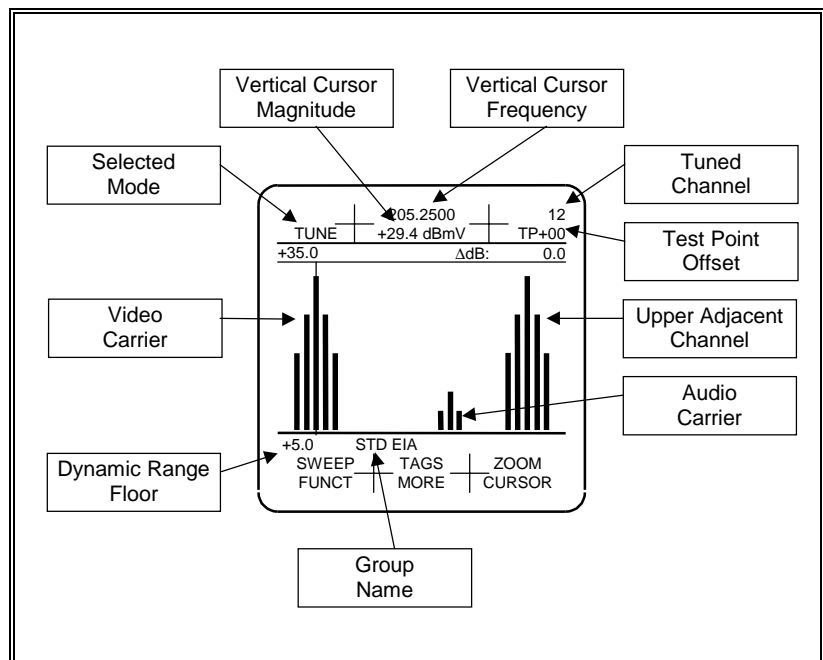 Vertical Cursor
Magnitude
Vertical Cursor
Frequency
Selected
Mode
Tuned
Channel
205.2500
12
TUNE
+29.4 dBmV
TP+00
Test Point
Offset
+35.0
ΔdB:
0.0
Video
Carrier
Upper Adjacent
Channel
Audio
Carrier
+5.0
STD EIA
Dynamic Range
Floor
SWEEP
FUNCT
TAGS
MORE
ZOOM
CURSOR
Group
Name